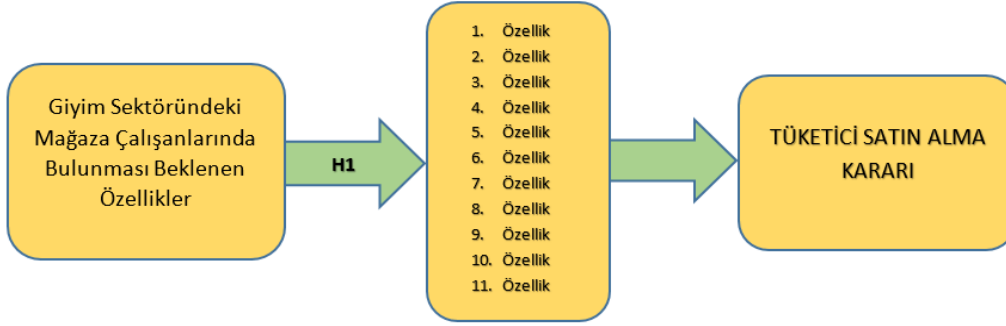 Giyim Sektöründeki
Mağaza Çalışanlarında
Bulunması Beklenen
Özellikler
H1
1. Özellik
2. Özellik
3. Özellik
4. Özellik
5. Özellik
6. Özellik
7. Özellik
8. Özellik
9. Özellik
10. Özellik
11. Özellik
TÜKETİCİ SATIN ALMA
KARARI